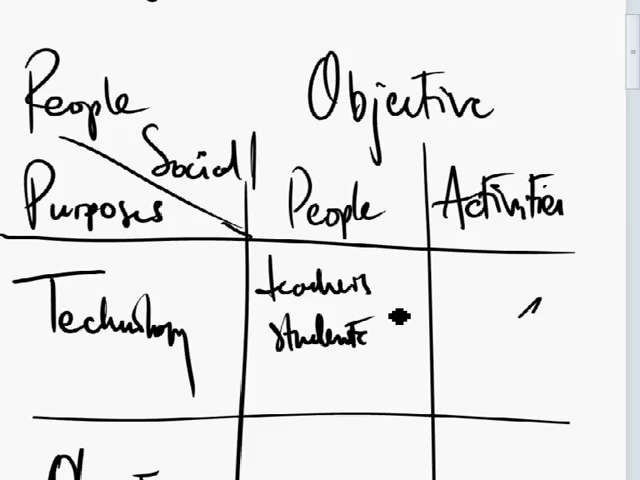 People
Objective
Social
Purposes
People
Activities
Technology
teachers
students